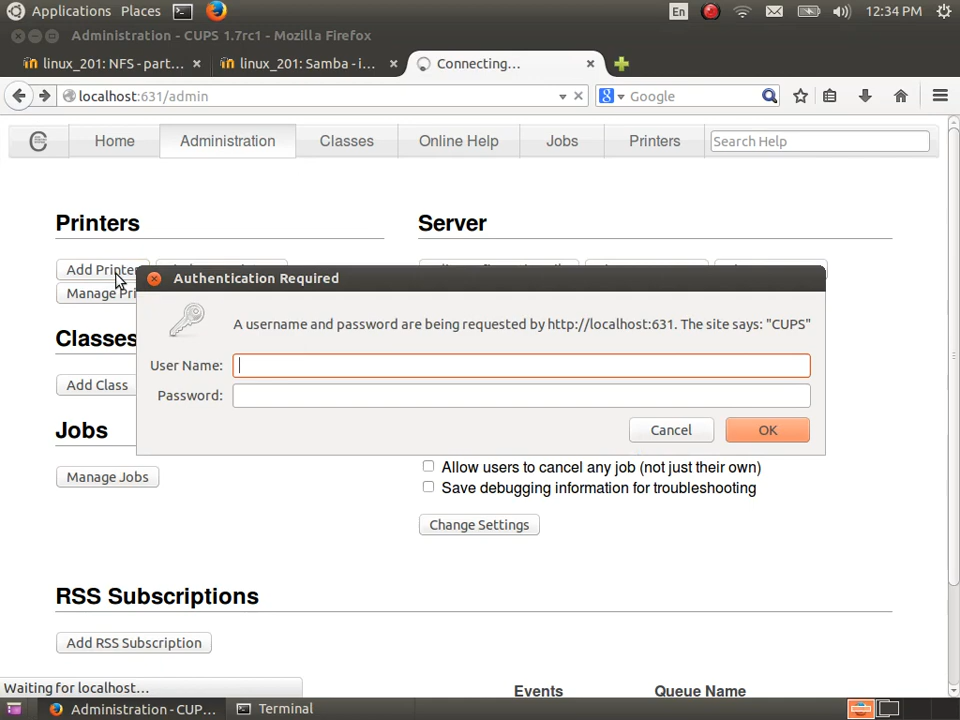 Applications Places En 12:34 PM
Administration - CUPS 1.7rc1 - Mozilla Firefox
linux_201: NFS - part... linux_201: Samba - i... Connecting...
localhost:631/admin Google
Home Administration Classes Online Help Jobs Printers Search Help
Printers Server
Add Printer
Manage Pri
Authentication Required
A username and password are being requested by http://localhost:631. The site says: "CUPS"
User Name:
Password:
Cancel OK
Classes
Add Class
Jobs
Manage Jobs
Allow users to cancel any job (not just their own)
Save debugging information for troubleshooting
Change Settings
RSS Subscriptions
Add RSS Subscription
Events Queue Name
Waiting for localhost...
Administration - CUP... Terminal